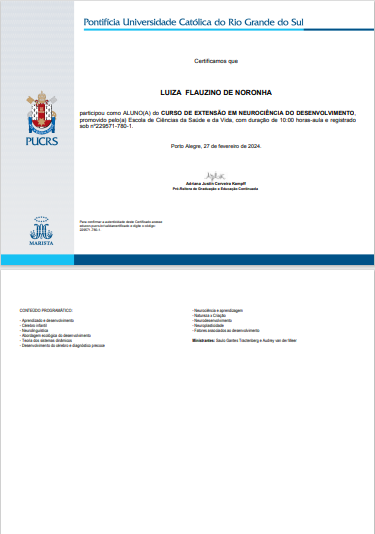 Pontifícia Universidade Católica do Rio Grande do Sul
Certificamos que
LUIZA FLAUZINO DE NORONHA
participou como ALUNO(A) do CURSO DE EXTENSÃO EM NEUROCIÊNCIA DO DESENVOLVIMENTO,
promovido pelo(a) Escola de Ciências da Saúde e da Vida, com duração de 10:00 horas-aula e registrado
sob nº229571-780-1.
Porto Alegre, 27 de fevereiro de 2024.
PUCRS
Adriana Justin Cerveira Kampff
Pró-Reitora de Graduação e Educação Continuada
MARISTA
Para confirmar a autenticidade deste Certificado acesse
e digite o código:
229571-780-1
CONTEÚDO PROGRAMÁTICO:
- Aprendizado e desenvolvimento
- Cérebro infantil
- Neurolinguística
- Abordagem ecológica do desenvolvimento
- Teoria dos sistemas dinâmicos
- Desenvolvimento do cérebro e diagnóstico precoce
- Neurociência e aprendizagem
- Natureza x Criação
- Neurodesenvolvimento
- Neuroplasticidade
- Fatores associados ao desenvolvimento
Ministrantes: Saulo Gantes Tractenberg e Audrey van der Meer